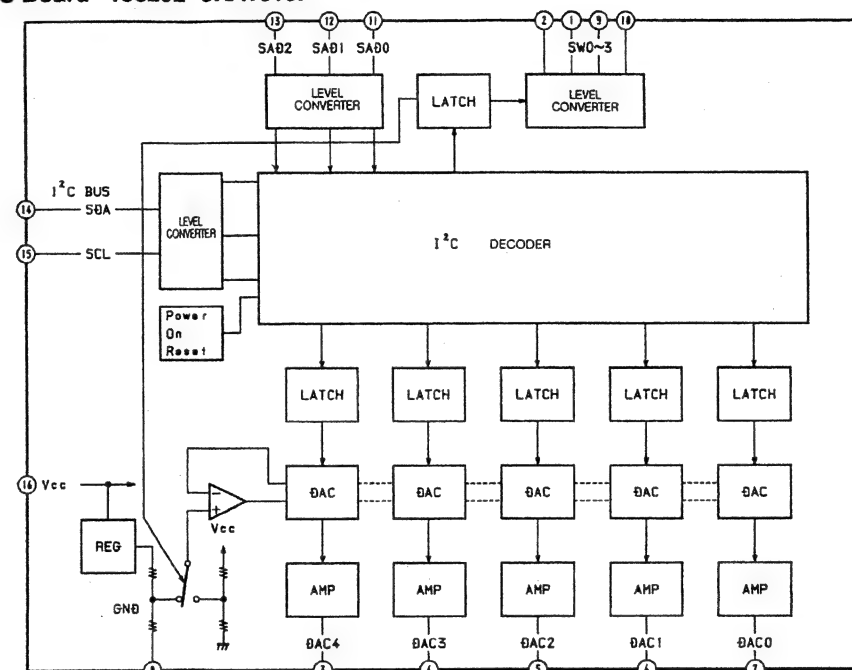 13 12 11 2 1 9 10
SAD2 SAD1 SAD0 SW0~3
LEVEL CONVERTER
LATCH
LEVEL CONVERTER
I²C BUS
14 SDA
LEVEL CONVERTER
I²C DECODER
15 SCL
Power
On
Reset
LATCH LATCH LATCH LATCH LATCH
16 Vcc
DAC DAC DAC DAC DAC
−
+
Vcc
REG
AMP AMP AMP AMP AMP
GND
DAC4 DAC3 DAC2 DAC1 DAC0